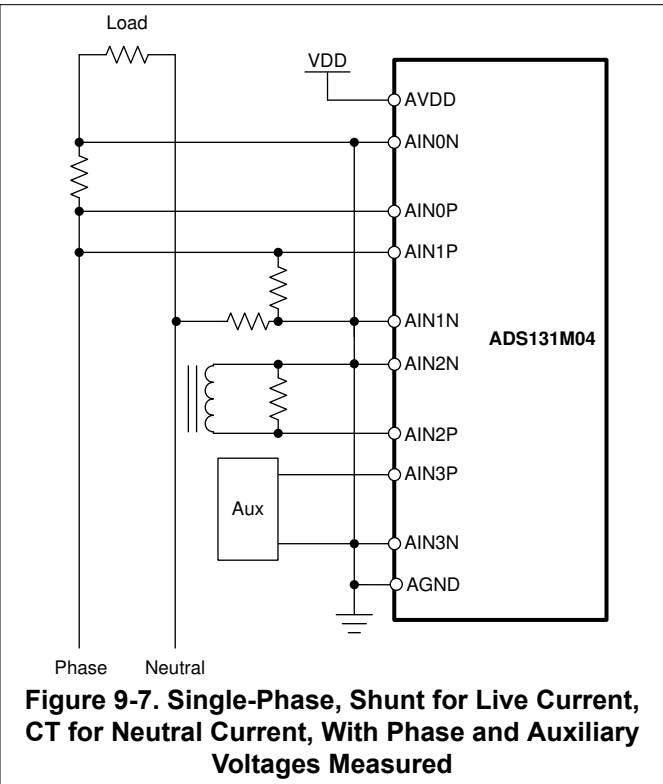 Load
VDD
AVDD
AIN0N
AIN0P
AIN1P
AIN1N
ADS131M04
AIN2N
AIN2P
AIN3P
Aux
AIN3N
AGND
Phase Neutral
Figure 9-7. Single-Phase, Shunt for Live Current,
CT for Neutral Current, With Phase and Auxiliary
Voltages Measured